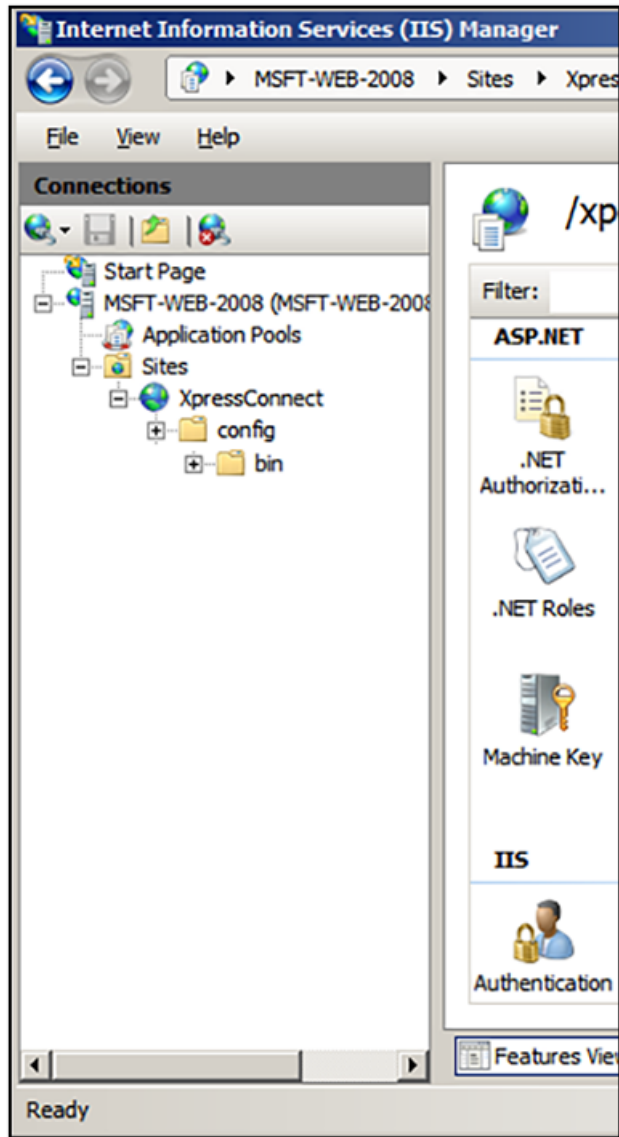 Internet Information Services (IIS) Manager
MSFT-WEB-2008 Sites Xpres
File View Help
Connections
Start Page
MSFT-WEB-2008 (MSFT-WEB-2008
Application Pools
Sites
XpressConnect
config
bin
/xp
Filter:
ASP.NET
.NET
Authorizati...
.NET Roles
Machine Key
IIS
Authentication
Features Vie
Ready